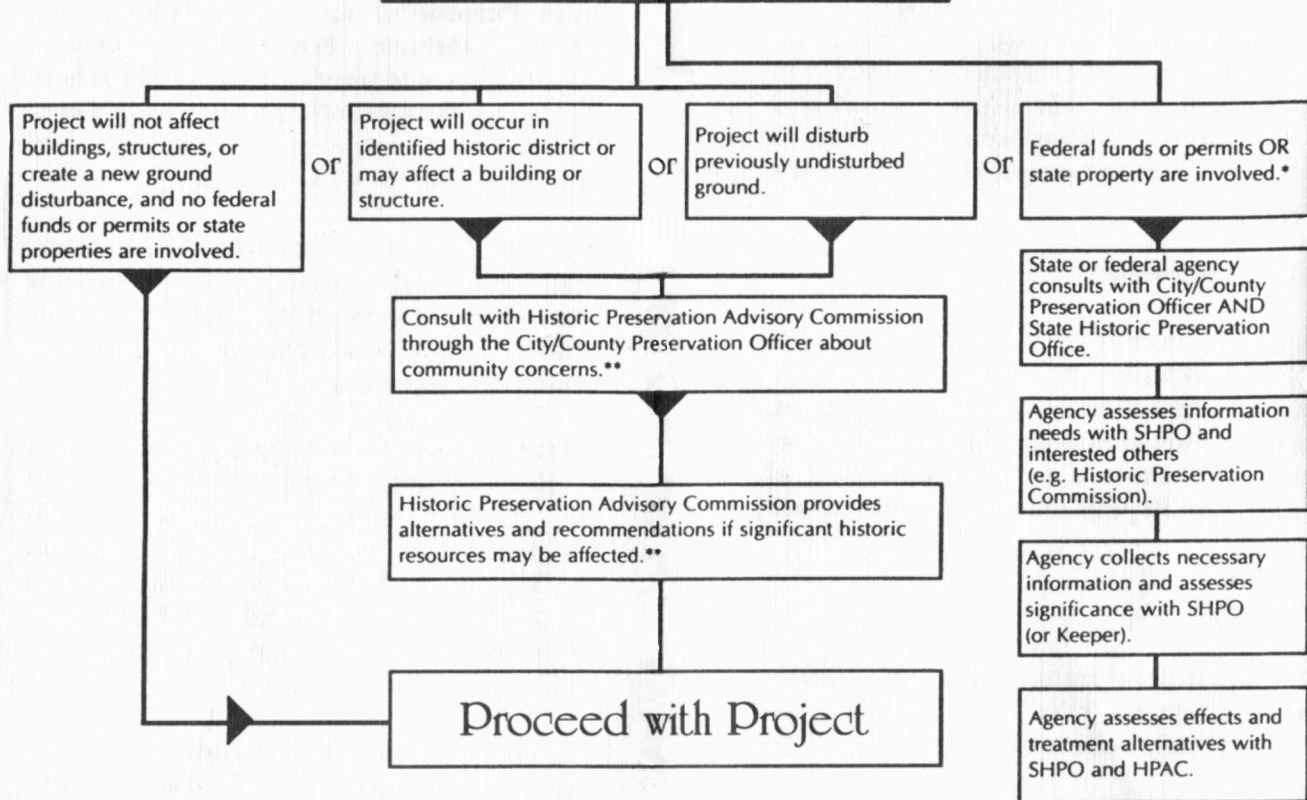 Project will not affect
buildings, structures, or
create a new ground
disturbance, and no federal
funds or permits or state
properties are involved.
or
Project will occur in
identified historic district or
may affect a building or
structure.
or
Project will disturb
previously undisturbed
ground.
or
Federal funds or permits OR
state property are involved.*
Consult with Historic Preservation Advisory Commission
through the City/County Preservation Officer about
community concerns.**
Historic Preservation Advisory Commission provides
alternatives and recommendations if significant historic
resources may be affected.**
Proceed with Project
State or federal agency
consults with City/County
Preservation Officer AND
State Historic Preservation
Office.
Agency assesses information
needs with SHPO and
interested others
(e.g. Historic Preservation
Commission).
Agency collects necessary
information and assesses
significance with SHPO
(or Keeper).
Agency assesses effects and
treatment alternatives with
SHPO and HPAC.